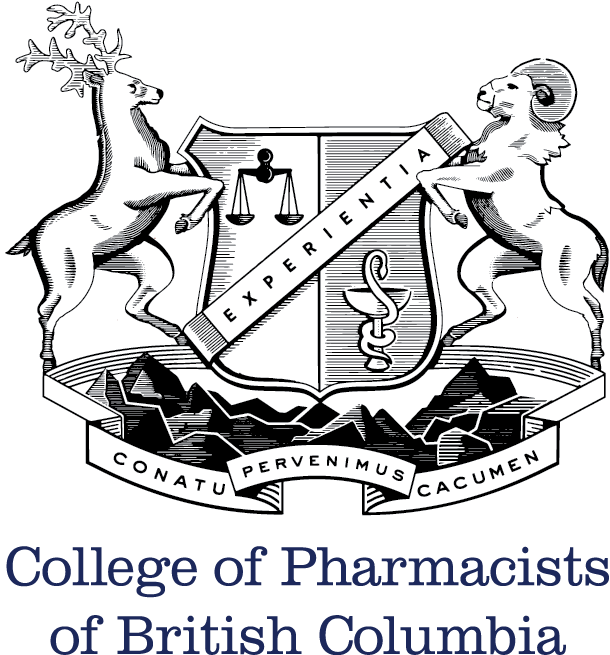 EXPERIENTIA
CONATU PERVENIMUS CACUMEN
College of Pharmacists
of British Columbia